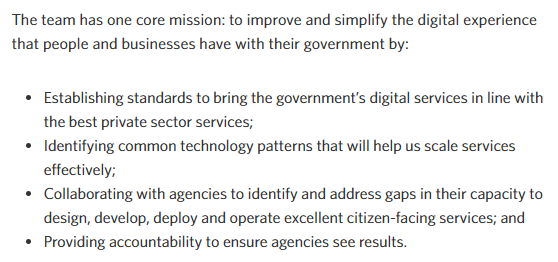 The team has one core mission: to improve and simplify the digital experience
that people and businesses have with their government by:
• Establishing standards to bring the government’s digital services in line with
the best private sector services;
• Identifying common technology patterns that will help us scale services
effectively;
• Collaborating with agencies to identify and address gaps in their capacity to
design, develop, deploy and operate excellent citizen-facing services; and
• Providing accountability to ensure agencies see results.